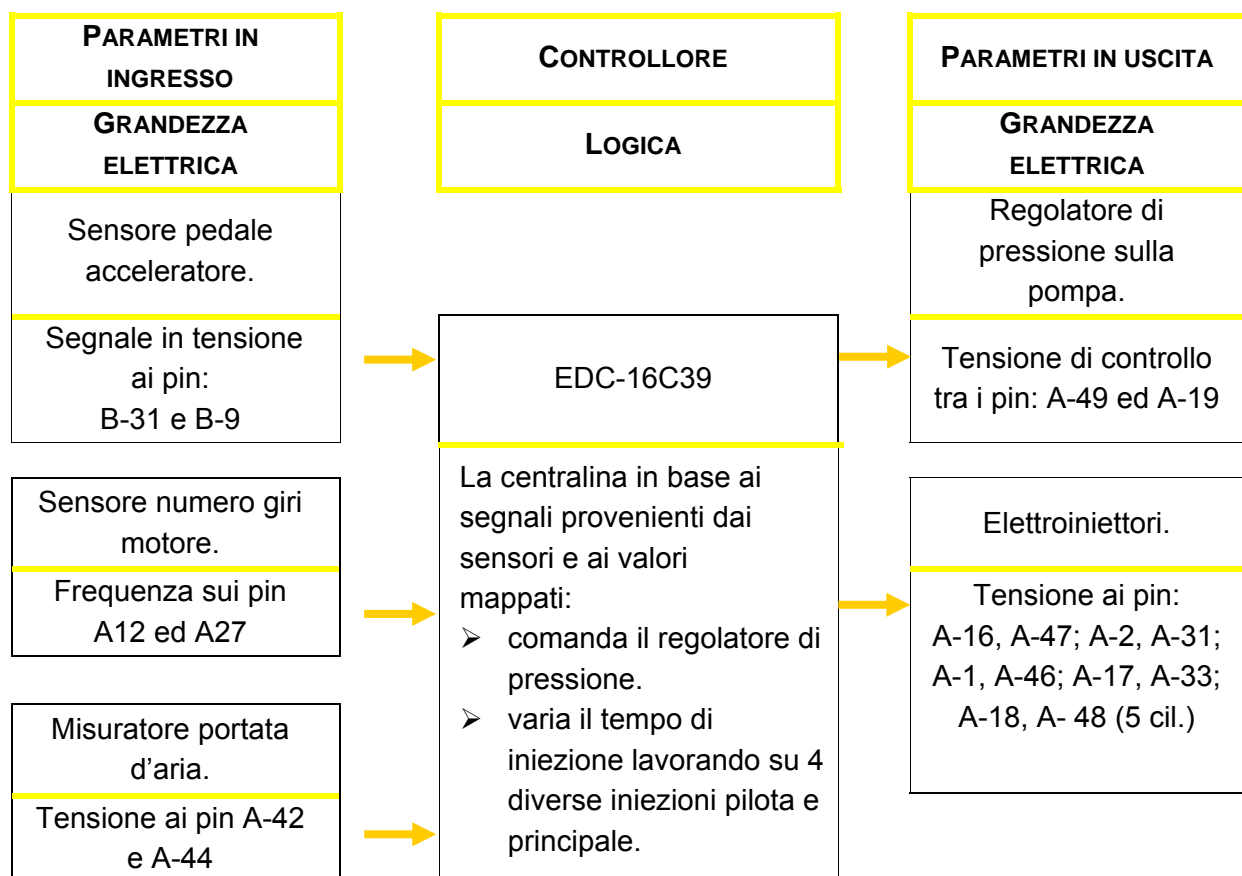 PARAMETRI IN
INGRESSO
GRANDEZZA
ELETTRICA
Sensore pedale
acceleratore.
Segnale in tensione
ai pin:
B-31 e B-9
Sensore numero giri
motore.
Frequenza sui pin
A12 ed A27
Misuratore portata
d’aria.
Tensione ai pin A-42
e A-44
CONTROLLORE
LOGICA
EDC-16C39
La centralina in base ai
segnali provenienti dai
sensori e ai valori
mappati:
➢ comanda il regolatore di
pressione.
➢ varia il tempo di
iniezione lavorando su 4
diverse iniezioni pilota e
principale.
PARAMETRI IN USCITA
GRANDEZZA
ELETTRICA
Regolatore di
pressione sulla
pompa.
Tensione di controllo
tra i pin: A-49 ed A-19
Elettroiniettori.
Tensione ai pin:
A-16, A-47; A-2, A-31;
A-1, A-46; A-17, A-33;
A-18, A- 48 (5 cil.)